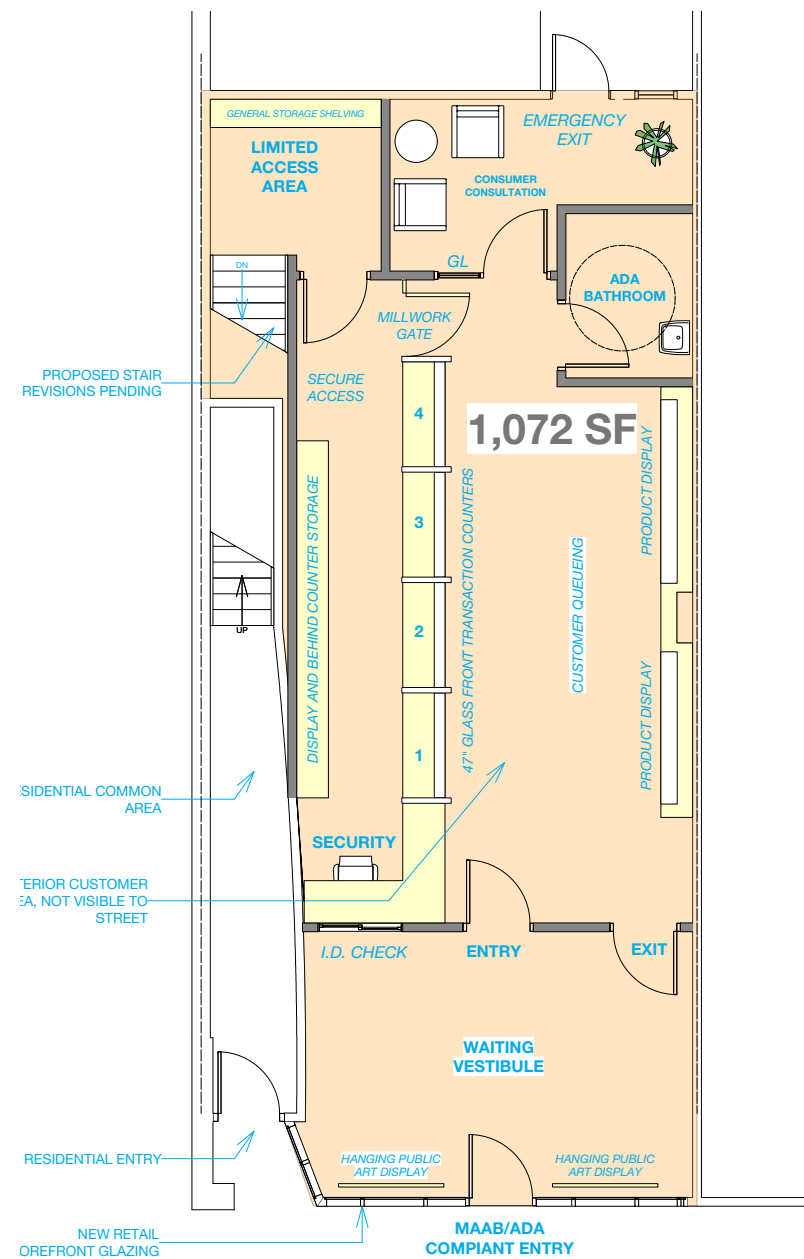 GENERAL STORAGE SHELVING
LIMITED
ACCESS
AREA
EMERGENCY
EXIT
CONSUMER
CONSULTATION
GL
DN
ADA
BATHROOM
MILLWORK
GATE
PROPOSED STAIR
REVISIONS PENDING
SECURE
ACCESS
4
1,072 SF
3
2
1
DISPLAY AND BEHIND COUNTER STORAGE
47" GLASS FRONT TRANSACTION COUNTERS
CUSTOMER QUEUEING
PRODUCT DISPLAY
PRODUCT DISPLAY
UP
SIDENTIAL COMMON
AREA
SECURITY
TERIOR CUSTOMER
EA, NOT VISIBLE TO
STREET
I.D. CHECK
ENTRY
EXIT
WAITING
VESTIBULE
RESIDENTIAL ENTRY
HANGING PUBLIC
ART DISPLAY
HANGING PUBLIC
ART DISPLAY
NEW RETAIL
OREFRONT GLAZING
MAAB/ADA
COMPIANT ENTRY